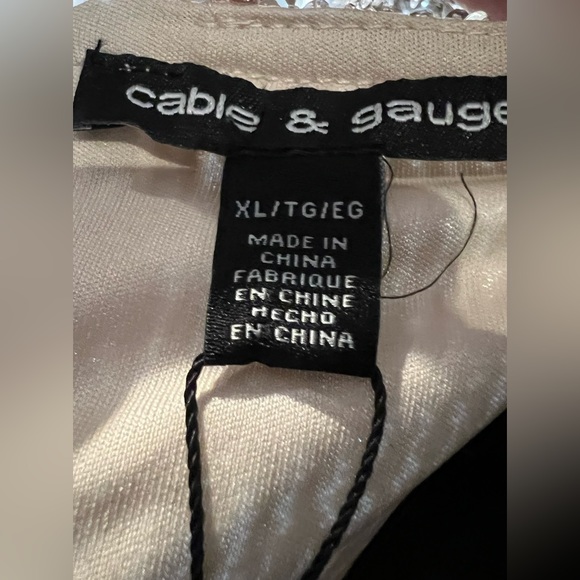 cable & gauge
XL/TG/EG
MADE IN
CHINA
FABRIQUE
EN CHINE
HECHO
EN CHINA